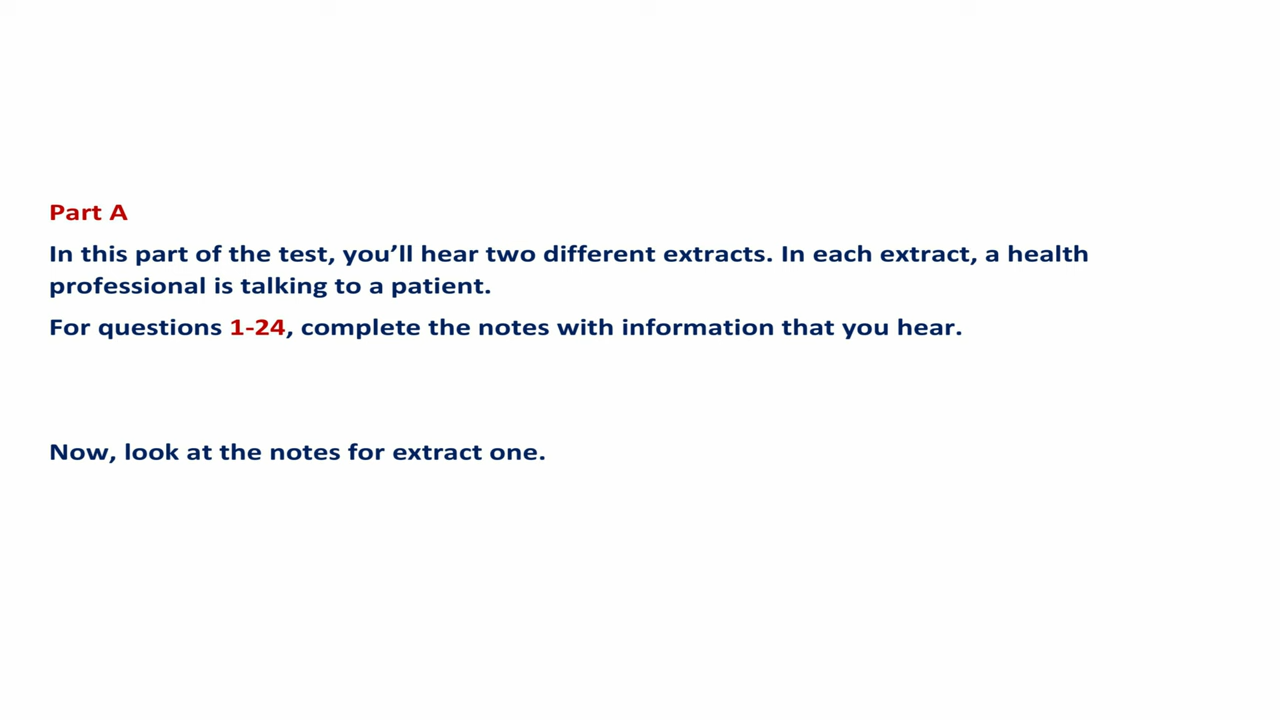 Part A
In this part of the test, you’ll hear two different extracts. In each extract, a health
professional is talking to a patient.
For questions 1-24, complete the notes with information that you hear.
Now, look at the notes for extract one.